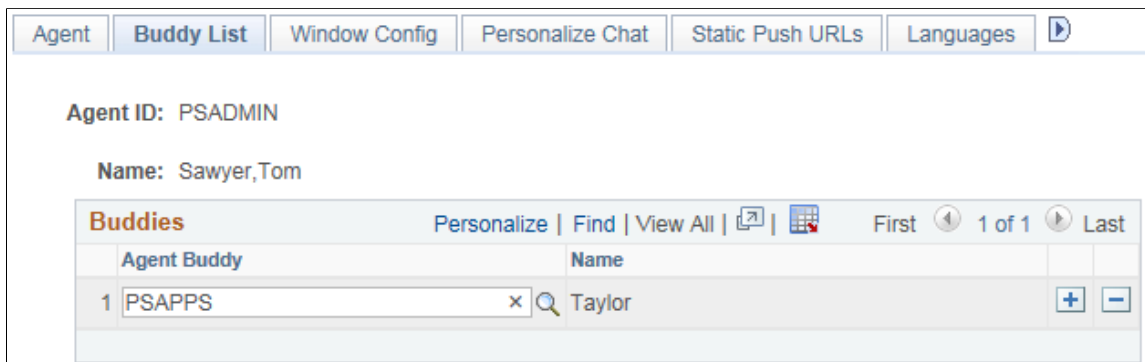 Agent Buddy List Window Config Personalize Chat Static Push URLs Languages
Agent ID: PSADMIN
Name: Sawyer,Tom
Buddies Personalize | Find | View All | | First 1 of 1 Last
Agent Buddy Name
1 PSAPPS × Taylor + −